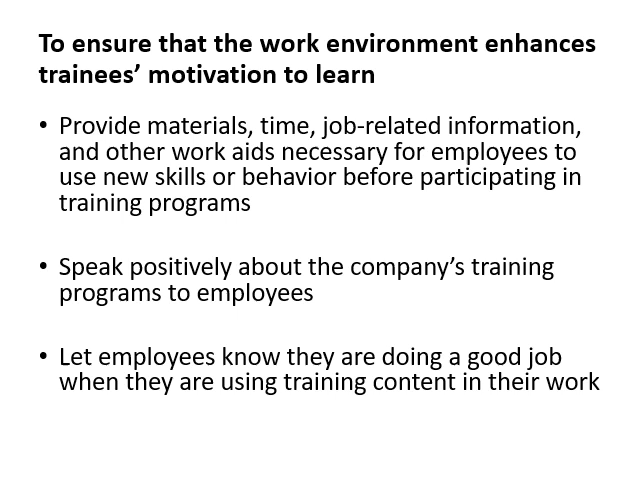 To ensure that the work environment enhances
trainees’ motivation to learn
• Provide materials, time, job-related information,
and other work aids necessary for employees to
use new skills or behavior before participating in
training programs
• Speak positively about the company’s training
programs to employees
• Let employees know they are doing a good job
when they are using training content in their work